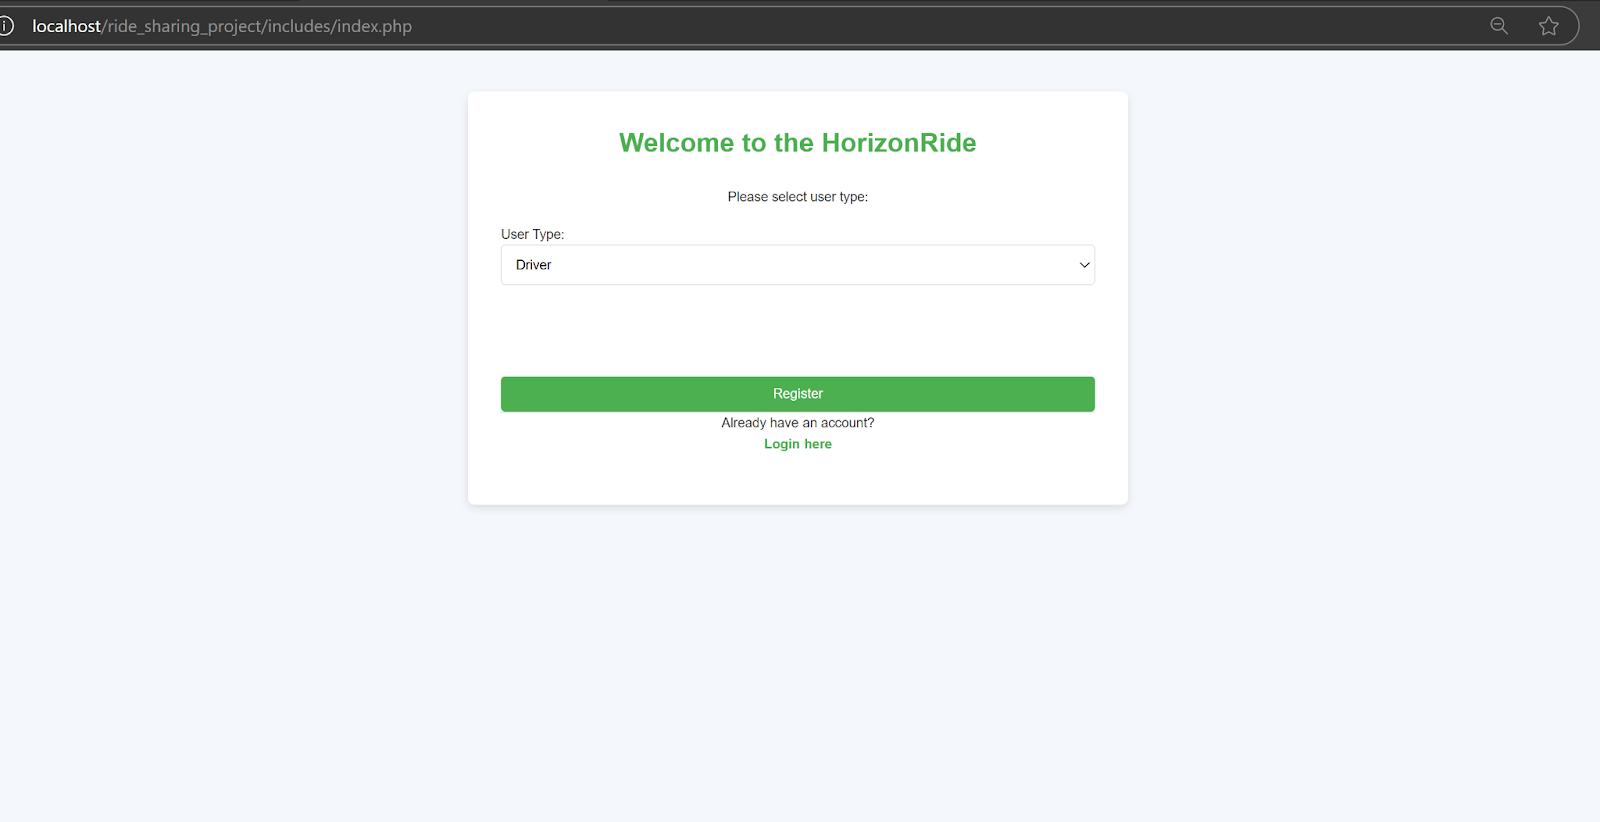 localhost/ride_sharing_project/includes/index.php
Welcome to the HorizonRide
Please select user type:
User Type:
Driver
Register
Already have an account?
Login here